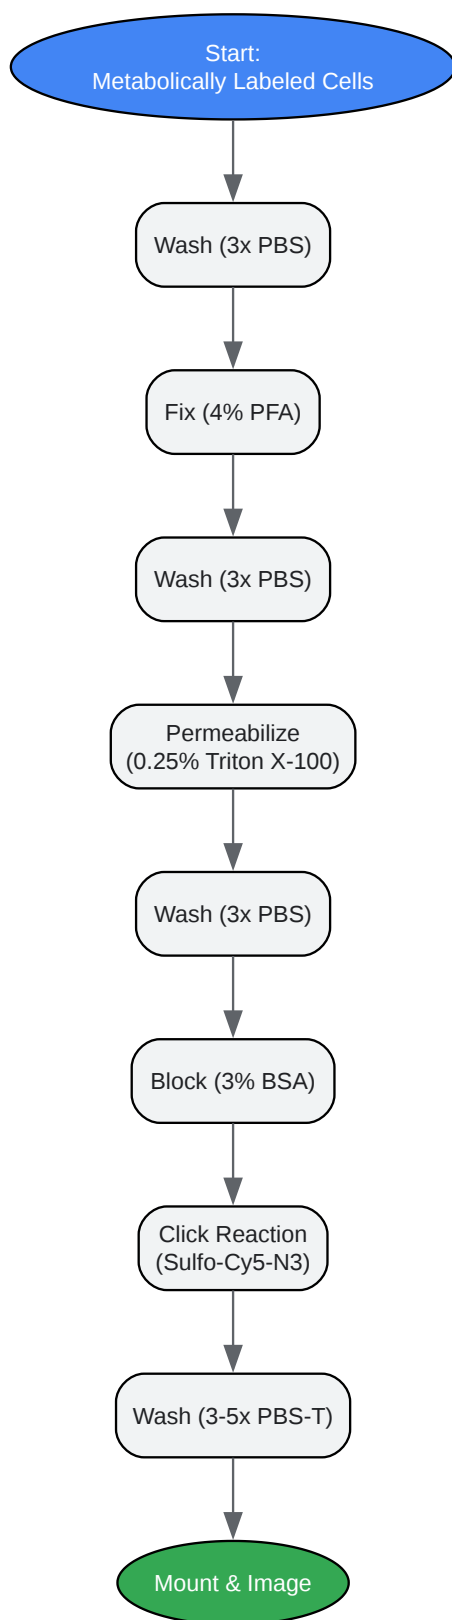 Start:
Metabolically Labeled Cells
Wash (3x PBS)
Fix (4% PFA)
Wash (3x PBS)
Permeabilize
(0.25% Triton X-100)
Wash (3x PBS)
Block (3% BSA)
Click Reaction
(Sulfo-Cy5-N3)
Wash (3-5x PBS-T)
Mount & Image